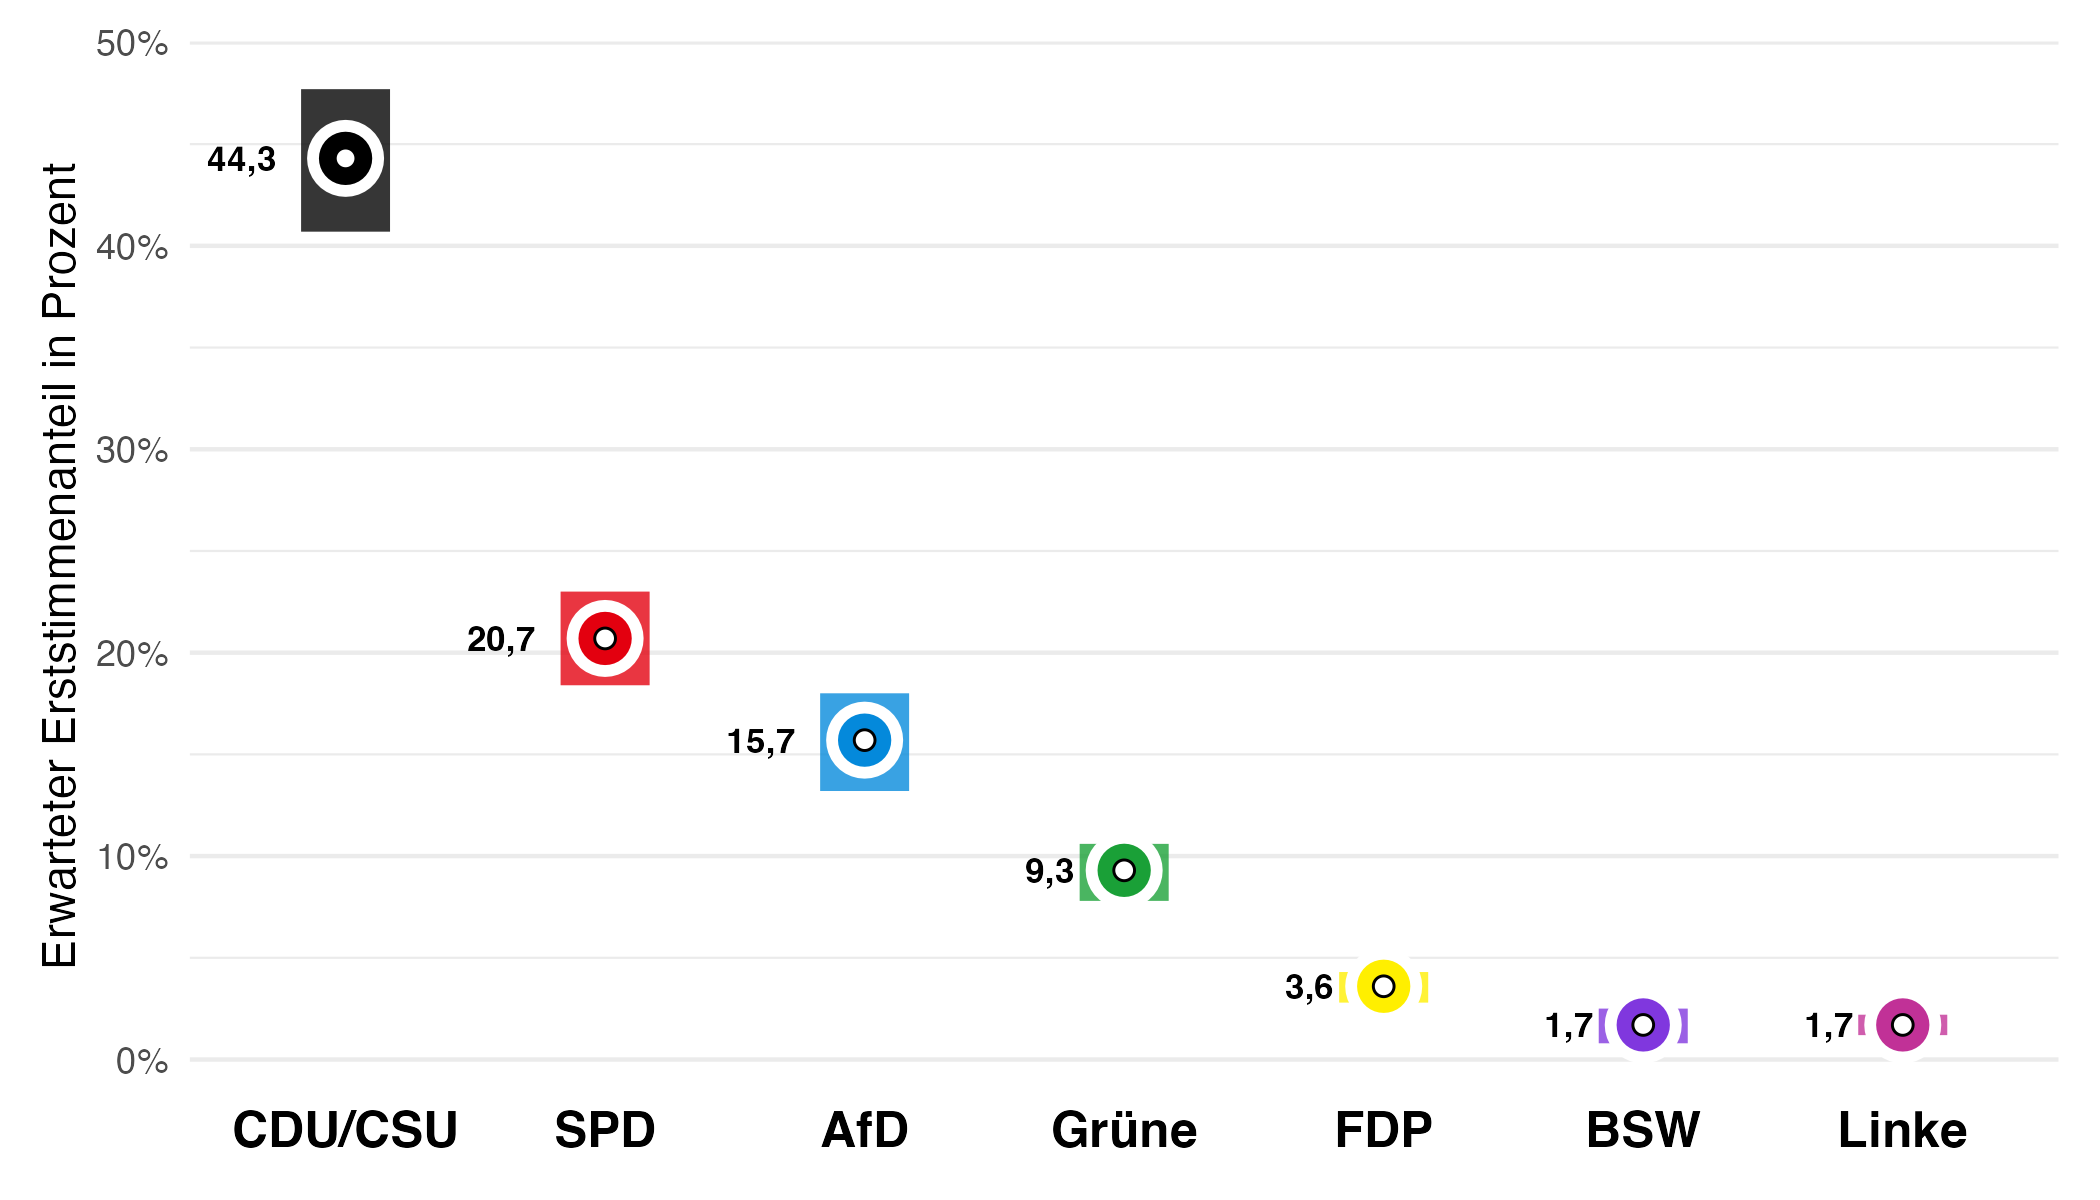 Erwarteter Erststimmenanteil in Prozent
50%
40%
30%
20%
10%
0%
44,3
20,7
15,7
9,3
3,6
1,7
1,7
CDU/CSU
SPD
AfD
Grüne
FDP
BSW
Linke